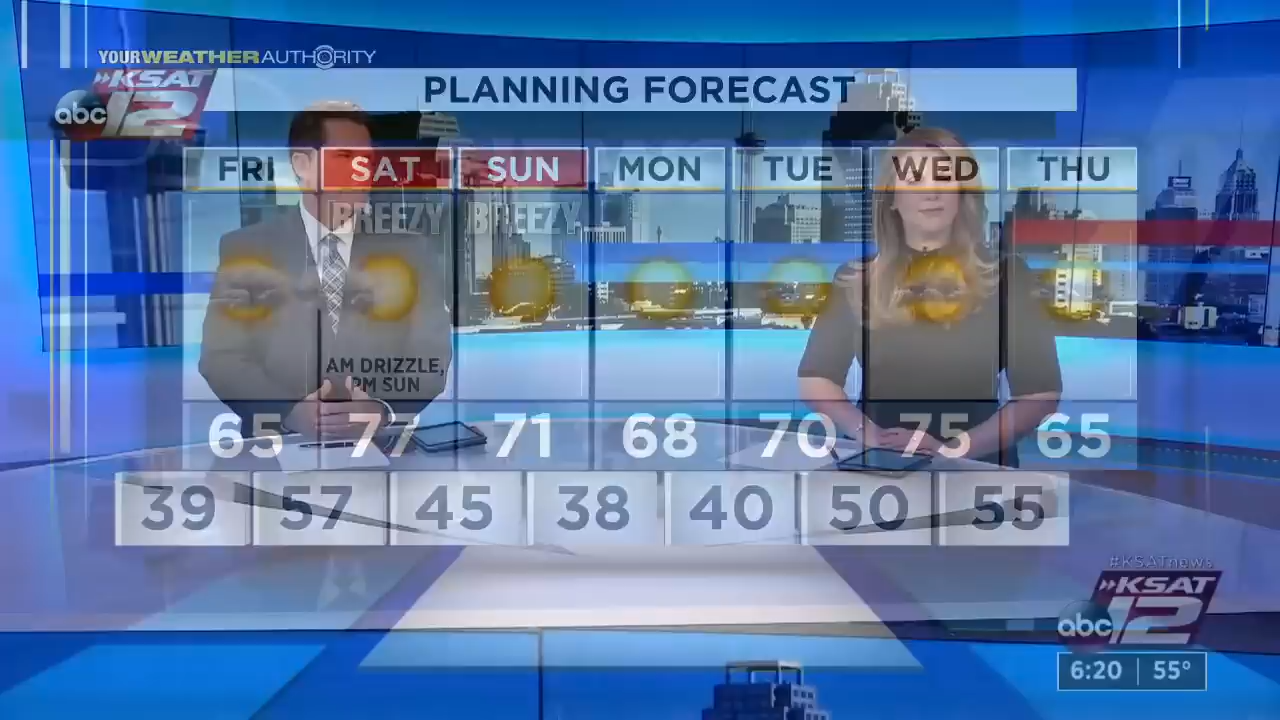 YOURWEATHERAUTHORITY
KSAT
abc 12
PLANNING FORECAST
FRI SAT SUN MON TUE WED THU
BREEZY BREEZY
AM DRIZZLE,
PM SUN
65 77 71 68 70 75 65
39 57 45 38 40 50 55
#KSATnews
KSAT
abc 12
6:20 55°